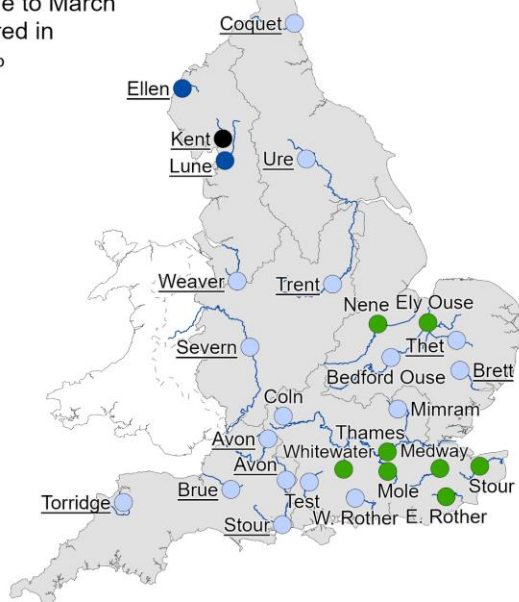 e to March
red in
%
Coquet
Ellen
Kent
Lune
Ure
Weaver
Trent
Nene Ely Ouse
Severn
Thet
Bedford Ouse
Brett
Coln
Mimram
Avon
Thames
Whitewater
Medway
Avon
Torridge
Brue
Test
Mole
Stour
Stour
W. Rother
E. Rother